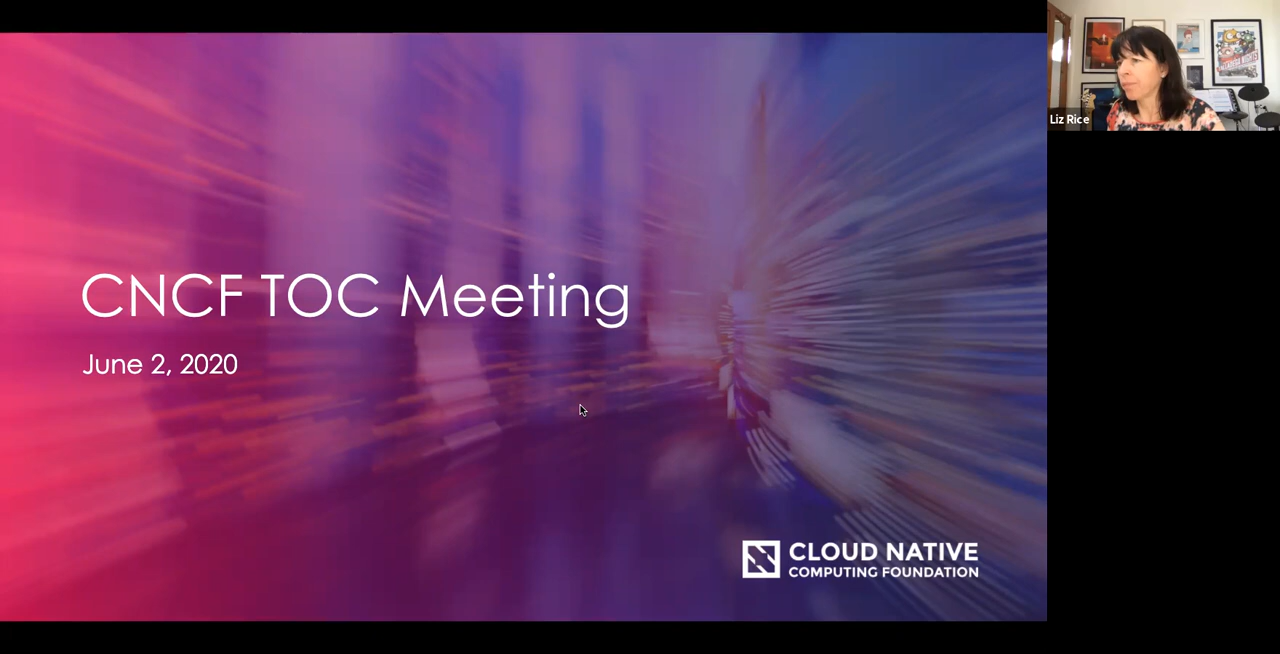 CNCF TOC Meeting
June 2, 2020
CLOUD NATIVE
COMPUTING FOUNDATION
Liz Rice